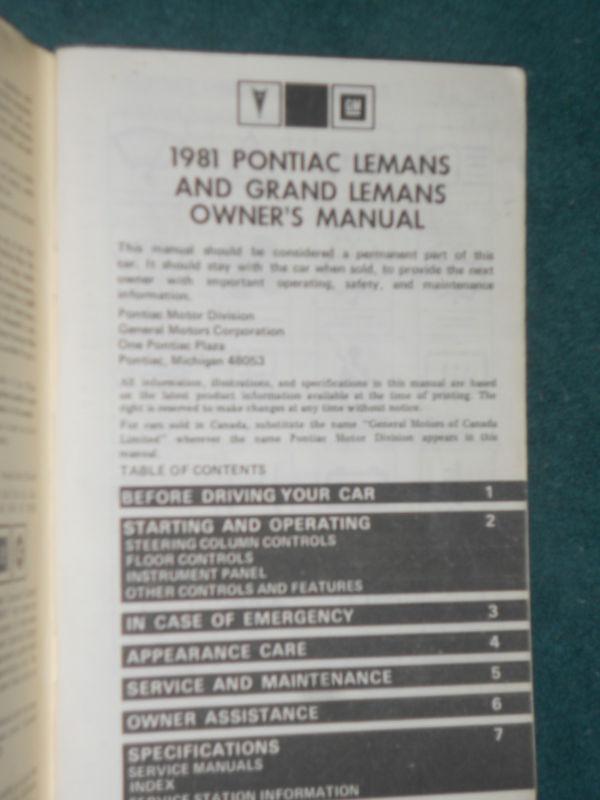 GM
1981 PONTIAC LEMANS
AND GRAND LEMANS
OWNER'S MANUAL
This manual should be considered a permanent part of this
car. It should stay with the car when sold, to provide the next
owner with important operating, safety, and maintenance
information.
Pontiac Motor Division
General Motors Corporation
One Pontiac Plaza
Pontiac, Michigan 48053
All information, illustrations, and specifications in this manual are based
on the latest product information available at the time of printing. The
right is reserved to make changes at any time without notice.
For cars sold in Canada, substitute the name "General Motors of Canada
Limited" wherever the name Pontiac Motor Division appears in this
manual.
TABLE OF CONTENTS
BEFORE DRIVING YOUR CAR 1
STARTING AND OPERATING 2
STEERING COLUMN CONTROLS
FLOOR CONTROLS
INSTRUMENT PANEL
OTHER CONTROLS AND FEATURES
IN CASE OF EMERGENCY 3
APPEARANCE CARE 4
SERVICE AND MAINTENANCE 5
OWNER ASSISTANCE 6
SPECIFICATIONS 7
SERVICE MANUALS
INDEX
SERVICE STATION INFORMATION